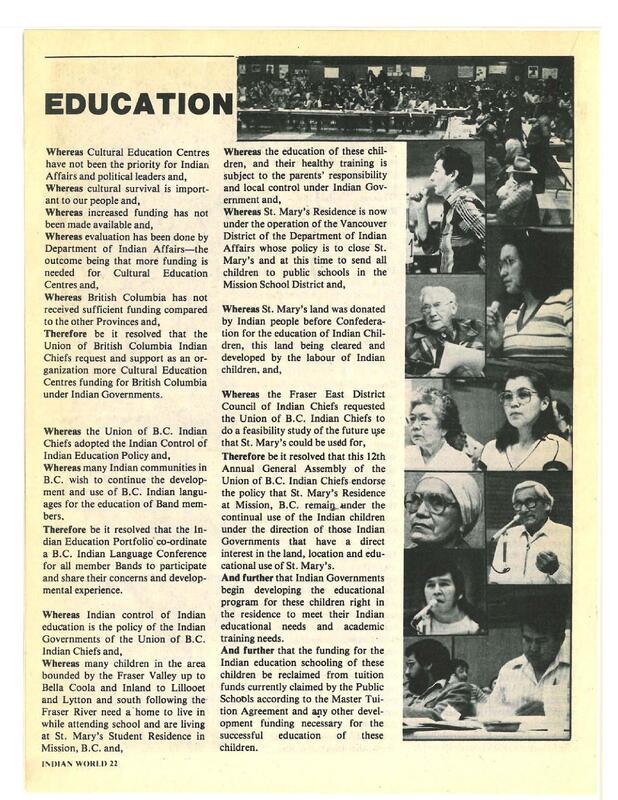 EDUCATION
Whereas Cultural Education Centres
have not been the priority for Indian
Affairs and political leaders and,
Whereas cultural survival is import-
ant to our people and,
Whereas increased funding has not
been made available and,
Whereas evaluation has been done by
Department of Indian Affairs—the
outcome being that more funding is
needed for Cultural Education
Centres and,
Whereas British Columbia has not
received sufficient funding compared
to the other Provinces and,
Therefore be it resolved that the
Union of British Columbia Indian
Chiefs request and support as an or-
ganization more Cultural Education
Centres funding for British Columbia
under Indian Governments.
Whereas the Union of B.C. Indian
Chiefs adopted the Indian Control of
Indian Education Policy and,
Whereas many Indian communities in
B.C. wish to continue the develop-
ment and use of B.C. Indian langu-
ages for the education of Band mem-
bers.
Therefore be it resolved that the In-
dian Education Portfolio co-ordinate
a B.C. Indian Language Conference
for all member Bands to participate
and share their concerns and develop-
mental experience.
Whereas Indian control of Indian
education is the policy of the Indian
Governments of the Union of B.C.
Indian Chiefs and,
Whereas many children in the area
bounded by the Fraser Valley up to
Bella Coola and Inland to Lillooet
and Lytton and south following the
Fraser River need a home to live in
while attending school and are living
at St. Mary's Student Residence in
Mission, B.C. and,
Whereas the education of these chil-
dren, and their healthy training is
subject to the parents' responsibility
and local control under Indian Gov-
ernment and,
Whereas St. Mary's Residence is now
under the operation of the Vancouver
District of the Department of Indian
Affairs whose policy is to close St.
Mary's and at this time to send all
children to public schools in the
Mission School District and,
Whereas St. Mary's land was donated
by Indian people before Confedera-
tion for the education of Indian Chil-
dren, this land being cleared and
developed by the labour of Indian
children, and,
Whereas the Fraser East District
Council of Indian Chiefs requested
the Union of B.C. Indian Chiefs to
do a feasibility study of the future use
that St. Mary's could be used for,
Therefore be it resolved that this 12th
Annual General Assembly of the
Union of B.C. Indian Chiefs endorse
the policy that St. Mary's Residence
at Mission, B.C. remain under the
continual use of the Indian children
under the direction of those Indian
Governments that have a direct
interest in the land, location and edu-
cational use of St. Mary's.
And further that Indian Governments
begin developing the educational
program for these children right in
the residence to meet their Indian
educational needs and academic
training needs.
And further that the funding for the
Indian education schooling of these
children be reclaimed from tuition
funds currently claimed by the Public
Schools according to the Master Tui-
tion Agreement and any other devel-
opment funding necessary for the
successful education of these
children.
INDIAN WORLD 22